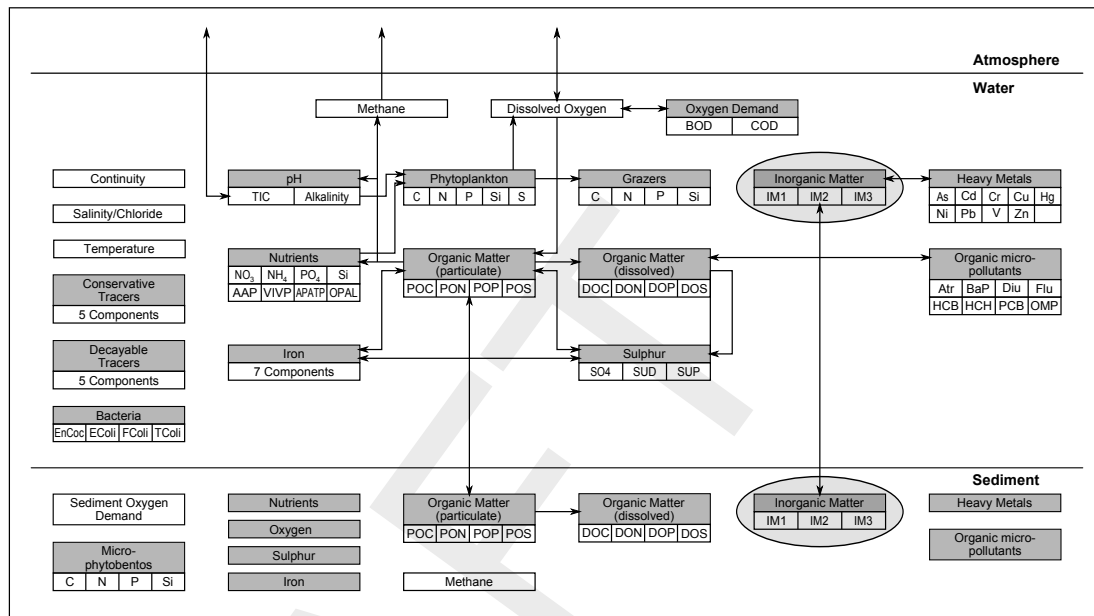 Atmosphere
Water
Methane
Dissolved Oxygen
Oxygen Demand
BOD COD
Continuity
Salinity/Chloride
Temperature
Conservative
Tracers
5 Components
Decayable
Tracers
5 Components
Bacteria
EnCoc EColi FColi TColi
pH
TIC Alkalinity
Phytoplankton
C N P Si S
Grazers
C N P Si
Inorganic Matter
IM1 IM2 IM3
Heavy Metals
As Cd Cr Cu Hg
Ni Pb V Zn
Nutrients
NO3 NH4 PO4 Si
AAP VIVP APATP OPAL
Organic Matter
(particulate)
POC PON POP POS
Organic Matter
(dissolved)
DOC DON DOP DOS
Organic micro-
pollutants
Atr BaP Diu Flu
HCB HCH PCB OMP
Iron
7 Components
Sulphur
SO4 SUD SUP
Sediment
Sediment Oxygen
Demand
Micro-
phytobentos
C N P Si
Nutrients
Oxygen
Sulphur
Iron
Organic Matter
(particulate)
POC PON POP POS
Methane
Organic Matter
(dissolved)
DOC DON DOP DOS
Inorganic Matter
IM1 IM2 IM3
Heavy Metals
Organic micro-
pollutants